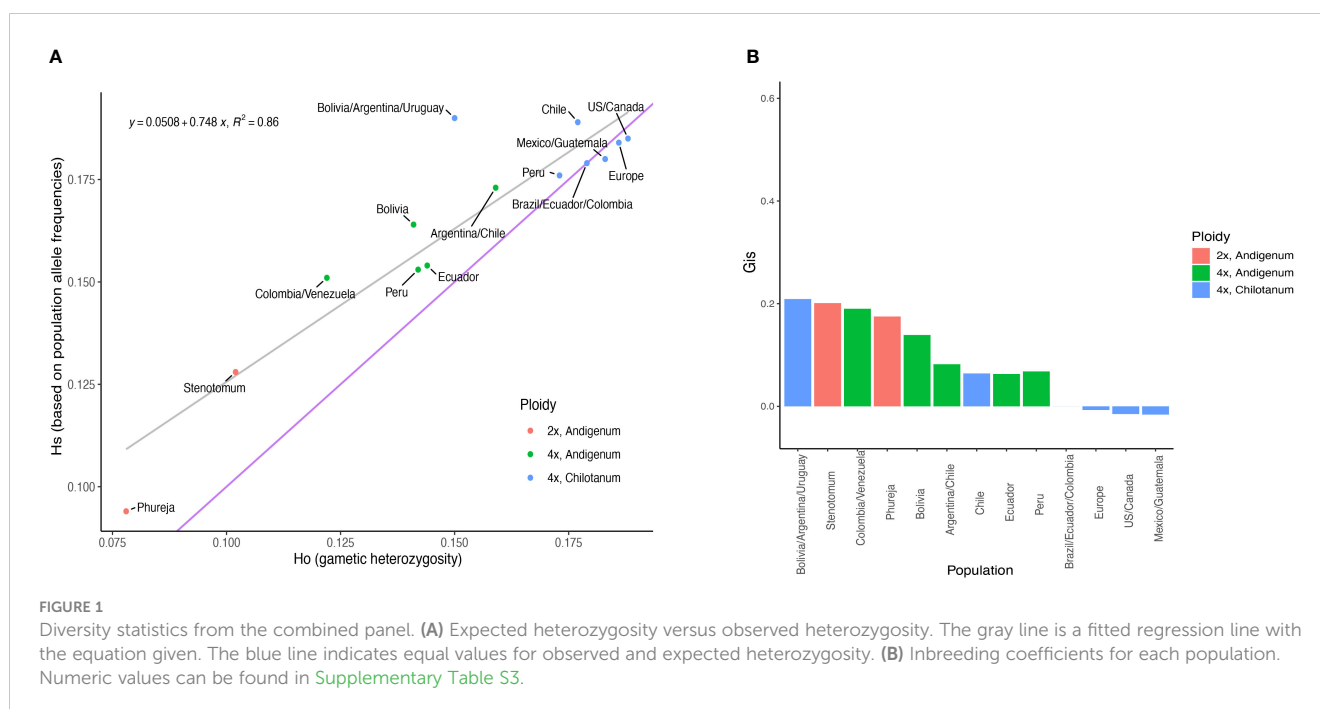 A
y = 0.0508 + 0.748 x, R² = 0.86
Bolivia/Argentina/Uruguay
Chile
US/Canada
Mexico/Guatemala
Peru
Europe
Brazil/Ecuador/Colombia
Bolivia
Argentina/Chile
Ecuador
Peru
Colombia/Venezuela
Stenotomum
Phureja
Hs (based on population allele frequencies)
0.175
0.150
0.125
0.100
0.075
0.100
0.125
0.150
0.175
Ho (gametic heterozygosity)
Ploidy
2x, Andigenum
4x, Andigenum
4x, Chilotanum
B
Gis
0.6
0.4
0.2
0.0
Bolivia/Argentina/Uruguay
Stenotomum
Colombia/Venezuela
Phureja
Bolivia
Argentina/Chile
Chile
Ecuador
Peru
Brazil/Ecuador/Colombia
Europe
US/Canada
Mexico/Guatemala
Population
Ploidy
2x, Andigenum
4x, Andigenum
4x, Chilotanum
FIGURE 1
Diversity statistics from the combined panel. (A) Expected heterozygosity versus observed heterozygosity. The gray line is a fitted regression line with
the equation given. The blue line indicates equal values for observed and expected heterozygosity. (B) Inbreeding coefficients for each population.
Numeric values can be found in Supplementary Table S3.